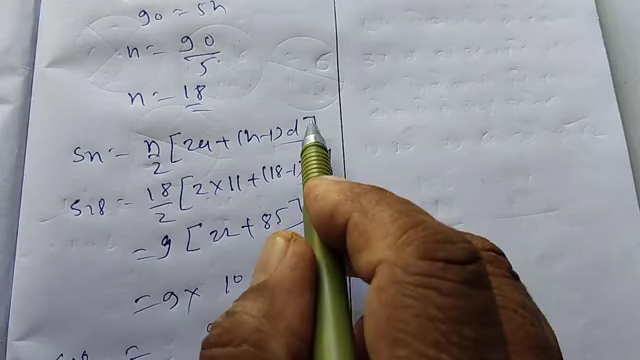 90 = 5n
n = 90/5
n = 18
Sn = n/2 [2a + (n-1)d]
S18 = 18/2 [2×11 + (18-1
= 9 [22 + 85]
= 9 × 10